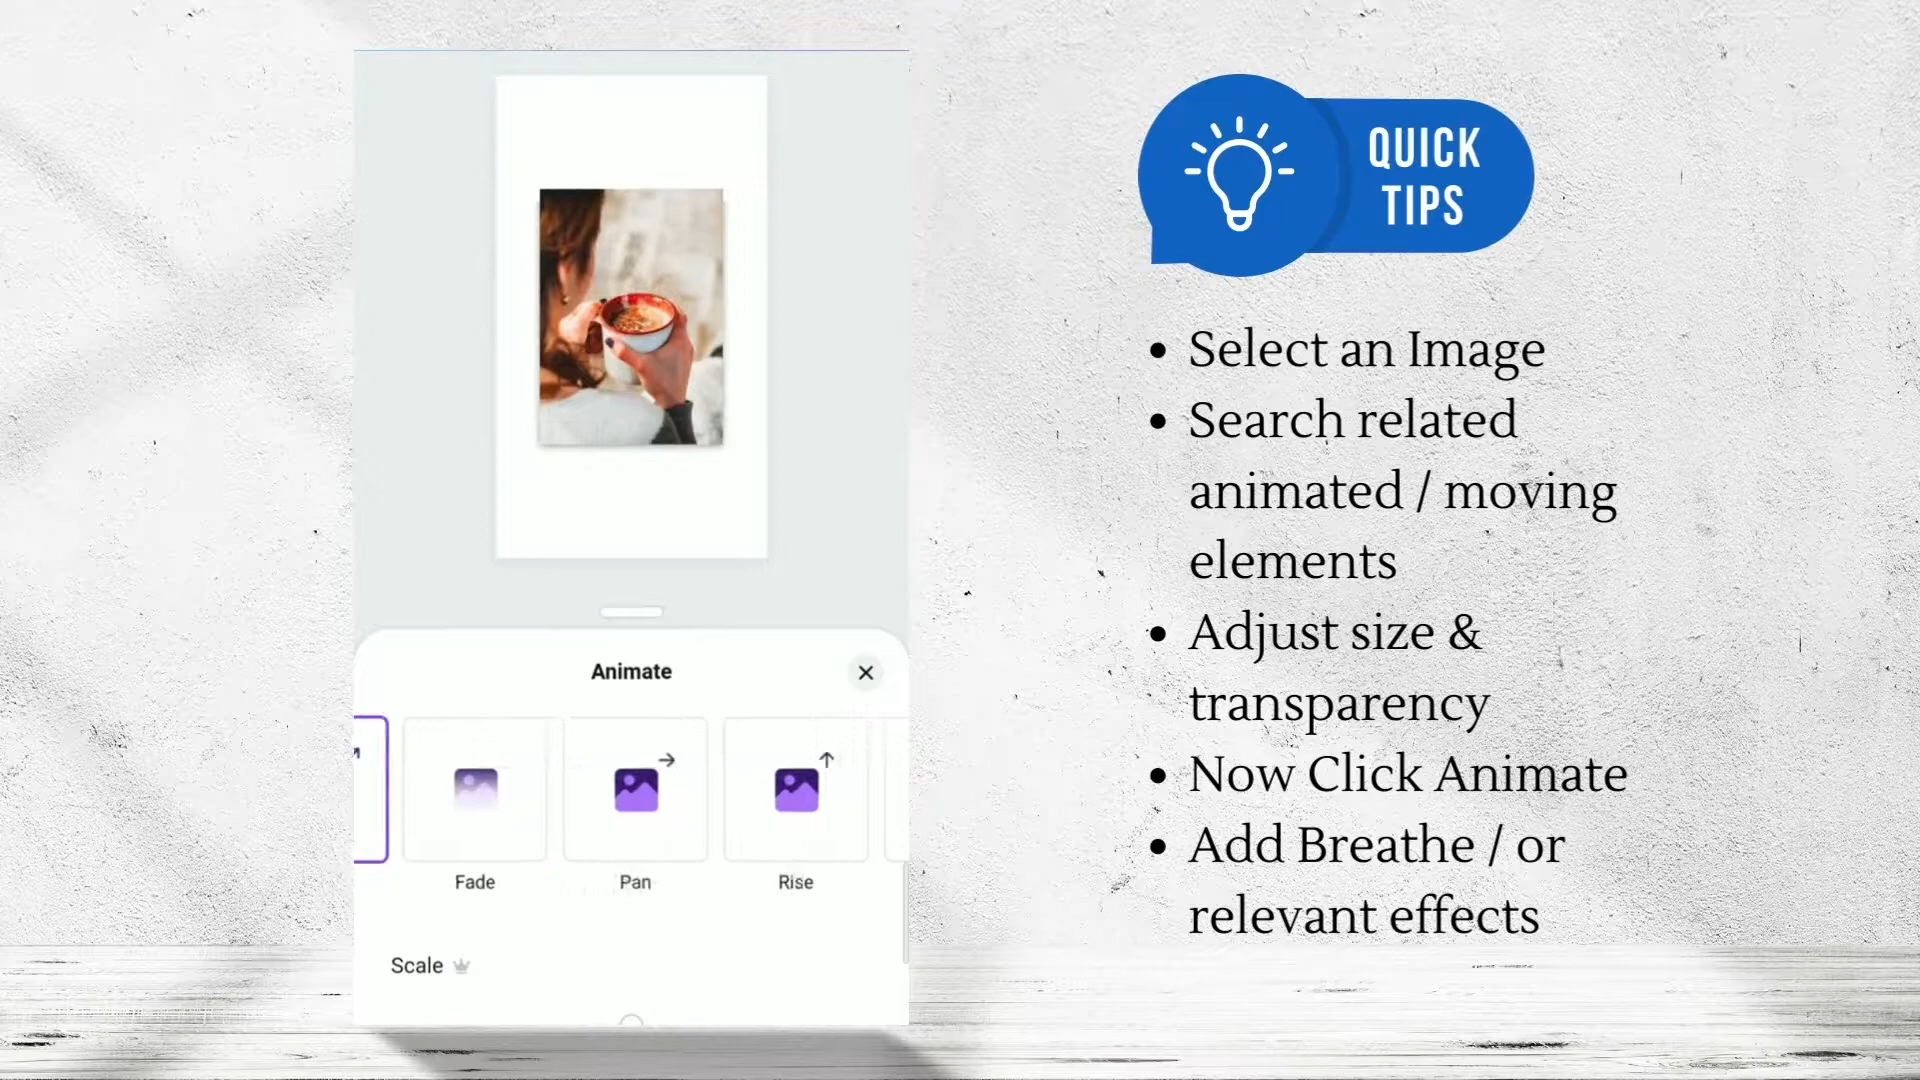 Animate
Fade
Pan
Rise
Scale
QUICK
TIPS
• Select an Image
• Search related
animated / moving
elements
• Adjust size &
transparency
• Now Click Animate
• Add Breathe / or
relevant effects